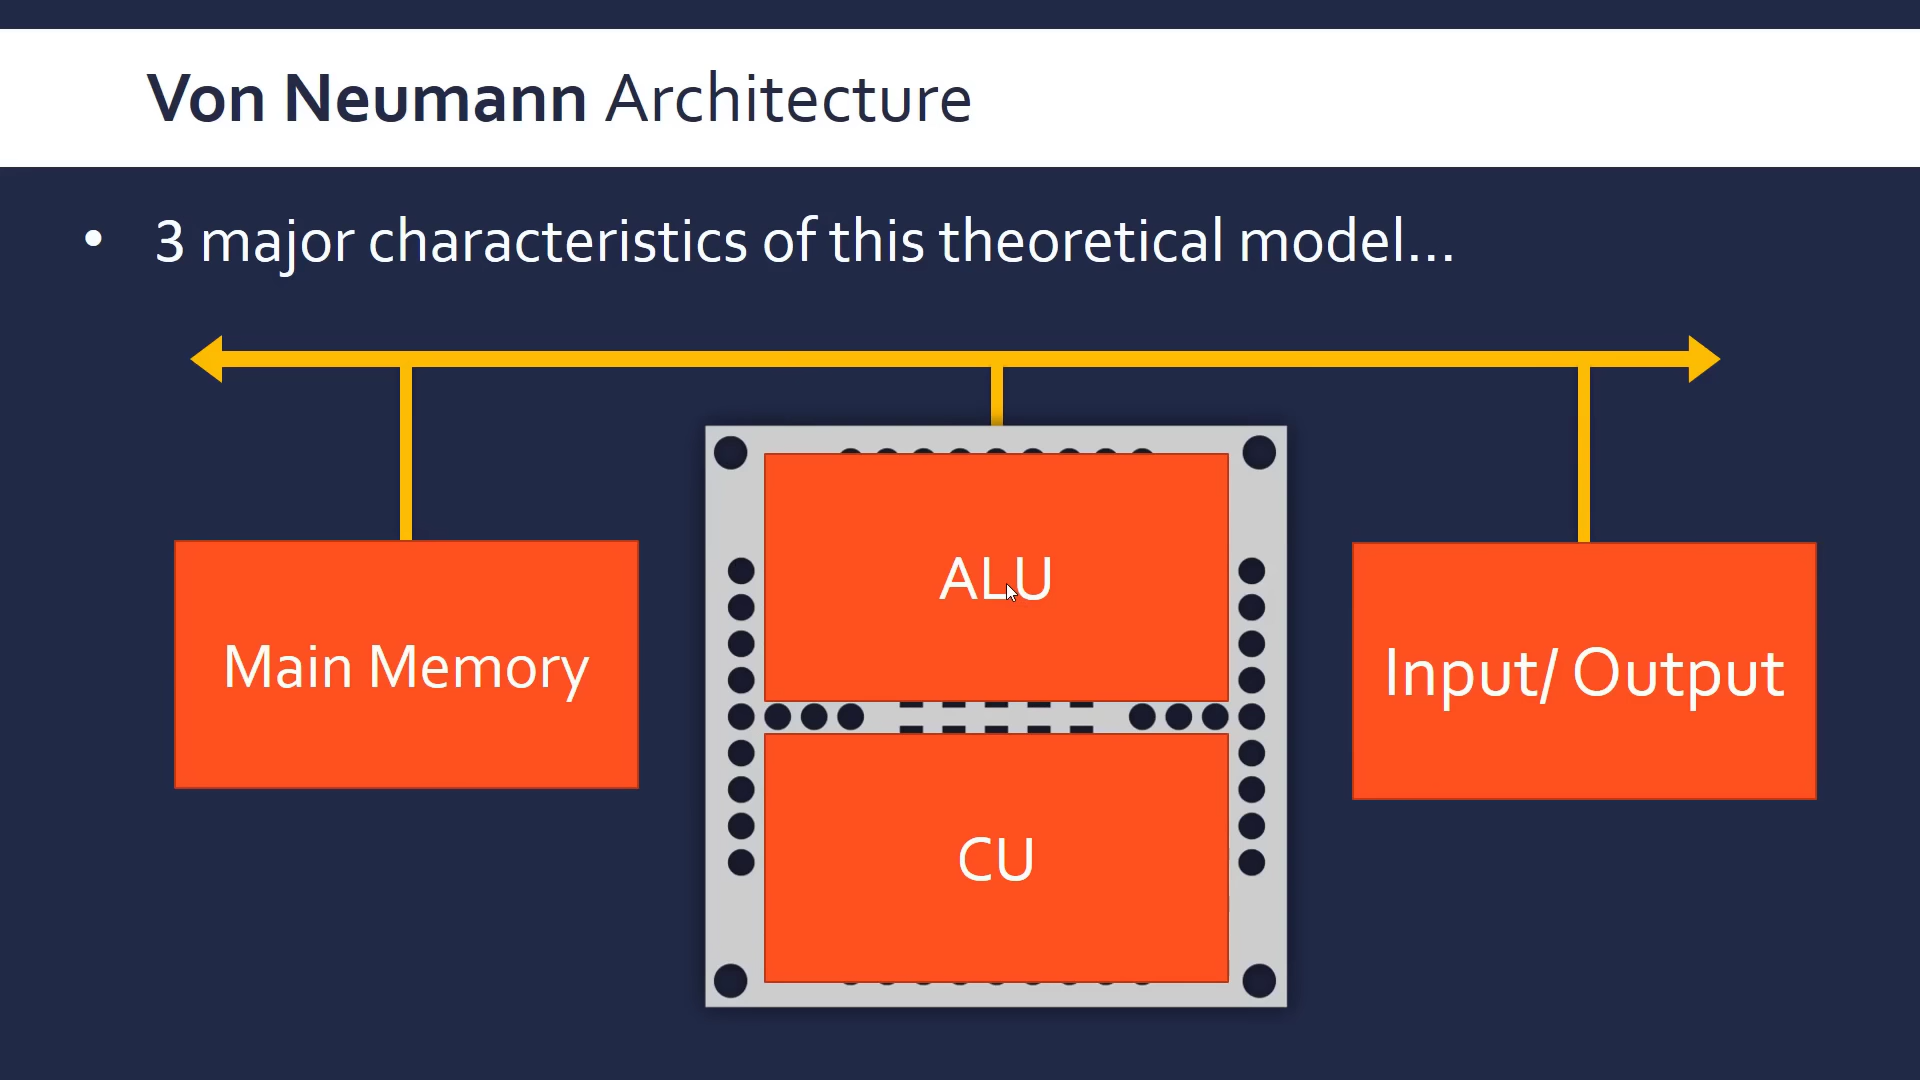 Von Neumann Architecture
• 3 major characteristics of this theoretical model...
ALU
Main Memory
Input/ Output
CU